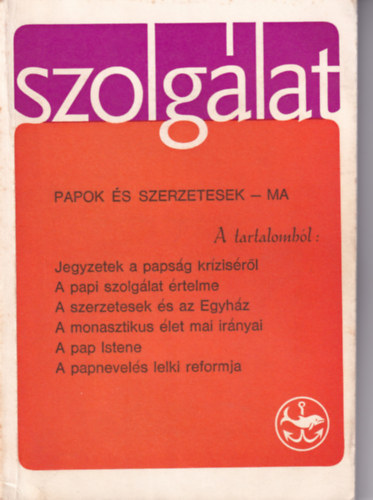 szolgálat
PAPOK ÉS SZERZETESEK – MA
A tartalomból:
Jegyzetek a papság kríziséről
A papi szolgálat értelme
A szerzetesek és az Egyház
A monasztikus élet mai irányai
A pap Istene
A papnevelés lelki reformja